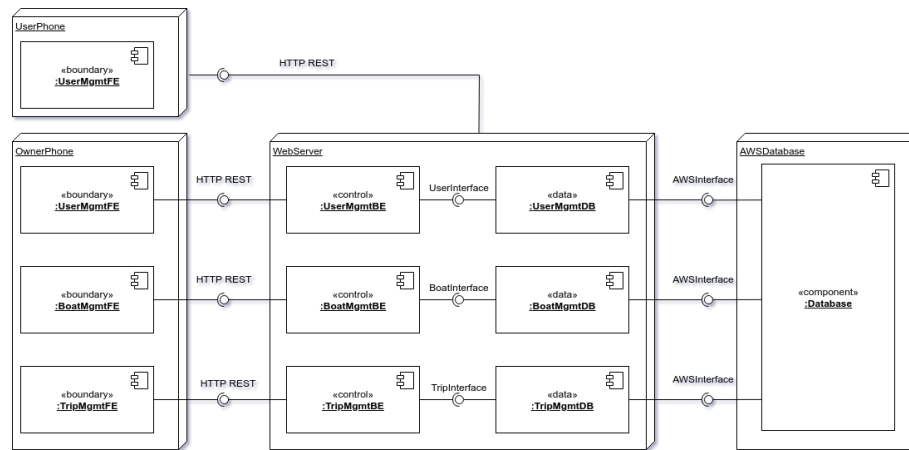 UserPhone
«boundary»
:UserMgmtFE
HTTP REST
OwnerPhone
WebServer
AWSDatabase
«boundary»
:UserMgmtFE
HTTP REST
«control»
:UserMgmtBE
UserInterface
«data»
:UserMgmtDB
AWSInterface
«boundary»
:BoatMgmtFE
HTTP REST
«control»
:BoatMgmtBE
BoatInterface
«data»
:BoatMgmtDB
AWSInterface
«component»
:Database
«boundary»
:TripMgmtFE
HTTP REST
«control»
:TripMgmtBE
TripInterface
«data»
:TripMgmtDB
AWSInterface